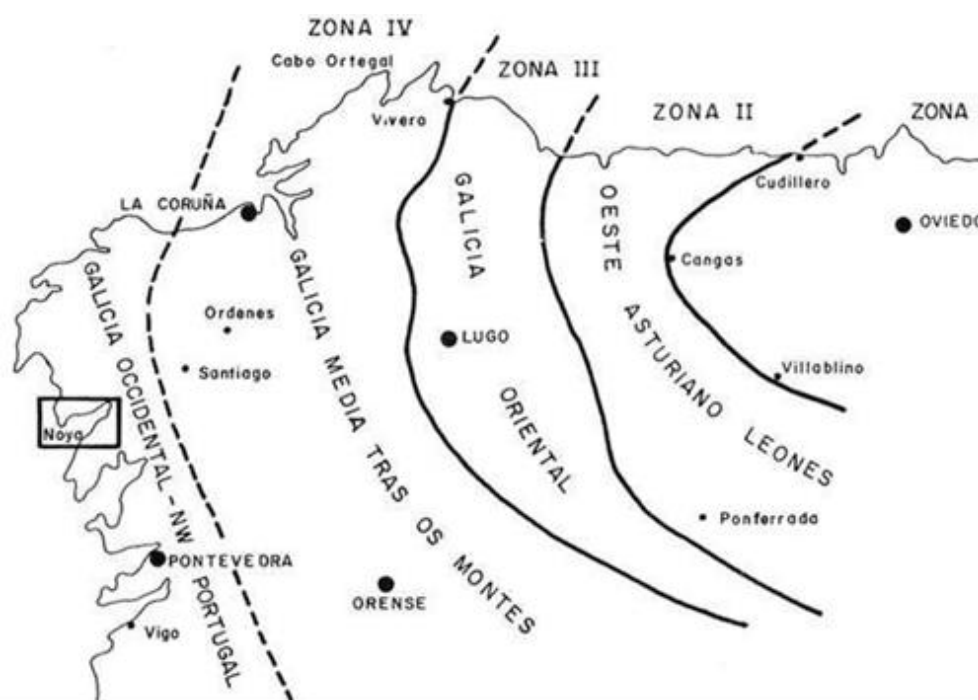 ZONA IV
Cabo Ortegal
ZONA III
Vivero
ZONA II
ZONA
Cudillero
LA CORUÑA
OVIEDO
GALICIA ORIENTAL
OESTE ASTURIANO LEONES
Cangas
GALICIA OCCIDENTAL-NW PORTUGAL
GALICIA MEDIA TRAS OS MONTES
Ordenes
LUGO
Santiago
Villablino
Noya
Ponferrada
PONTEVEDRA
ORENSE
Vigo